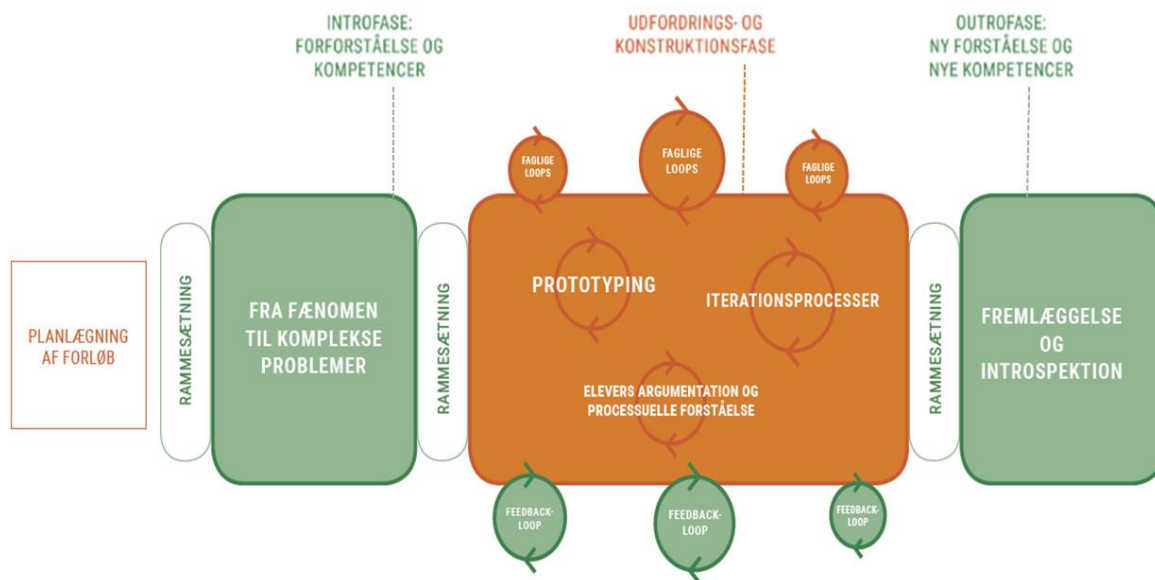 INTROFASE:
FORFORSTÅELSE OG
KOMPETENCER
UDFORDRINGS- OG
KONSTRUKTIONSFASE
OUTROFASE:
NY FORSTÅELSE OG
NYE KOMPETENCER
FAGLIGE
LOOPS
FAGLIGE
LOOPS
FAGLIGE
LOOPS
PLANLÆGNING
AF FORLØB
RAMMESÆTNING
FRA FÆNOMEN
TIL KOMPLEKSE
PROBLEMER
RAMMESÆTNING
PROTOTYPING
ITERATIONSPROCESSER
ELEVERS ARGUMENTATION OG
PROCESSUELLE FORSTÅELSE
RAMMESÆTNING
FREMLÆGGELSE
OG
INTROSPEKTION
FEEDBACK-
LOOP
FEEDBACK-
LOOP
FEEDBACK-
LOOP